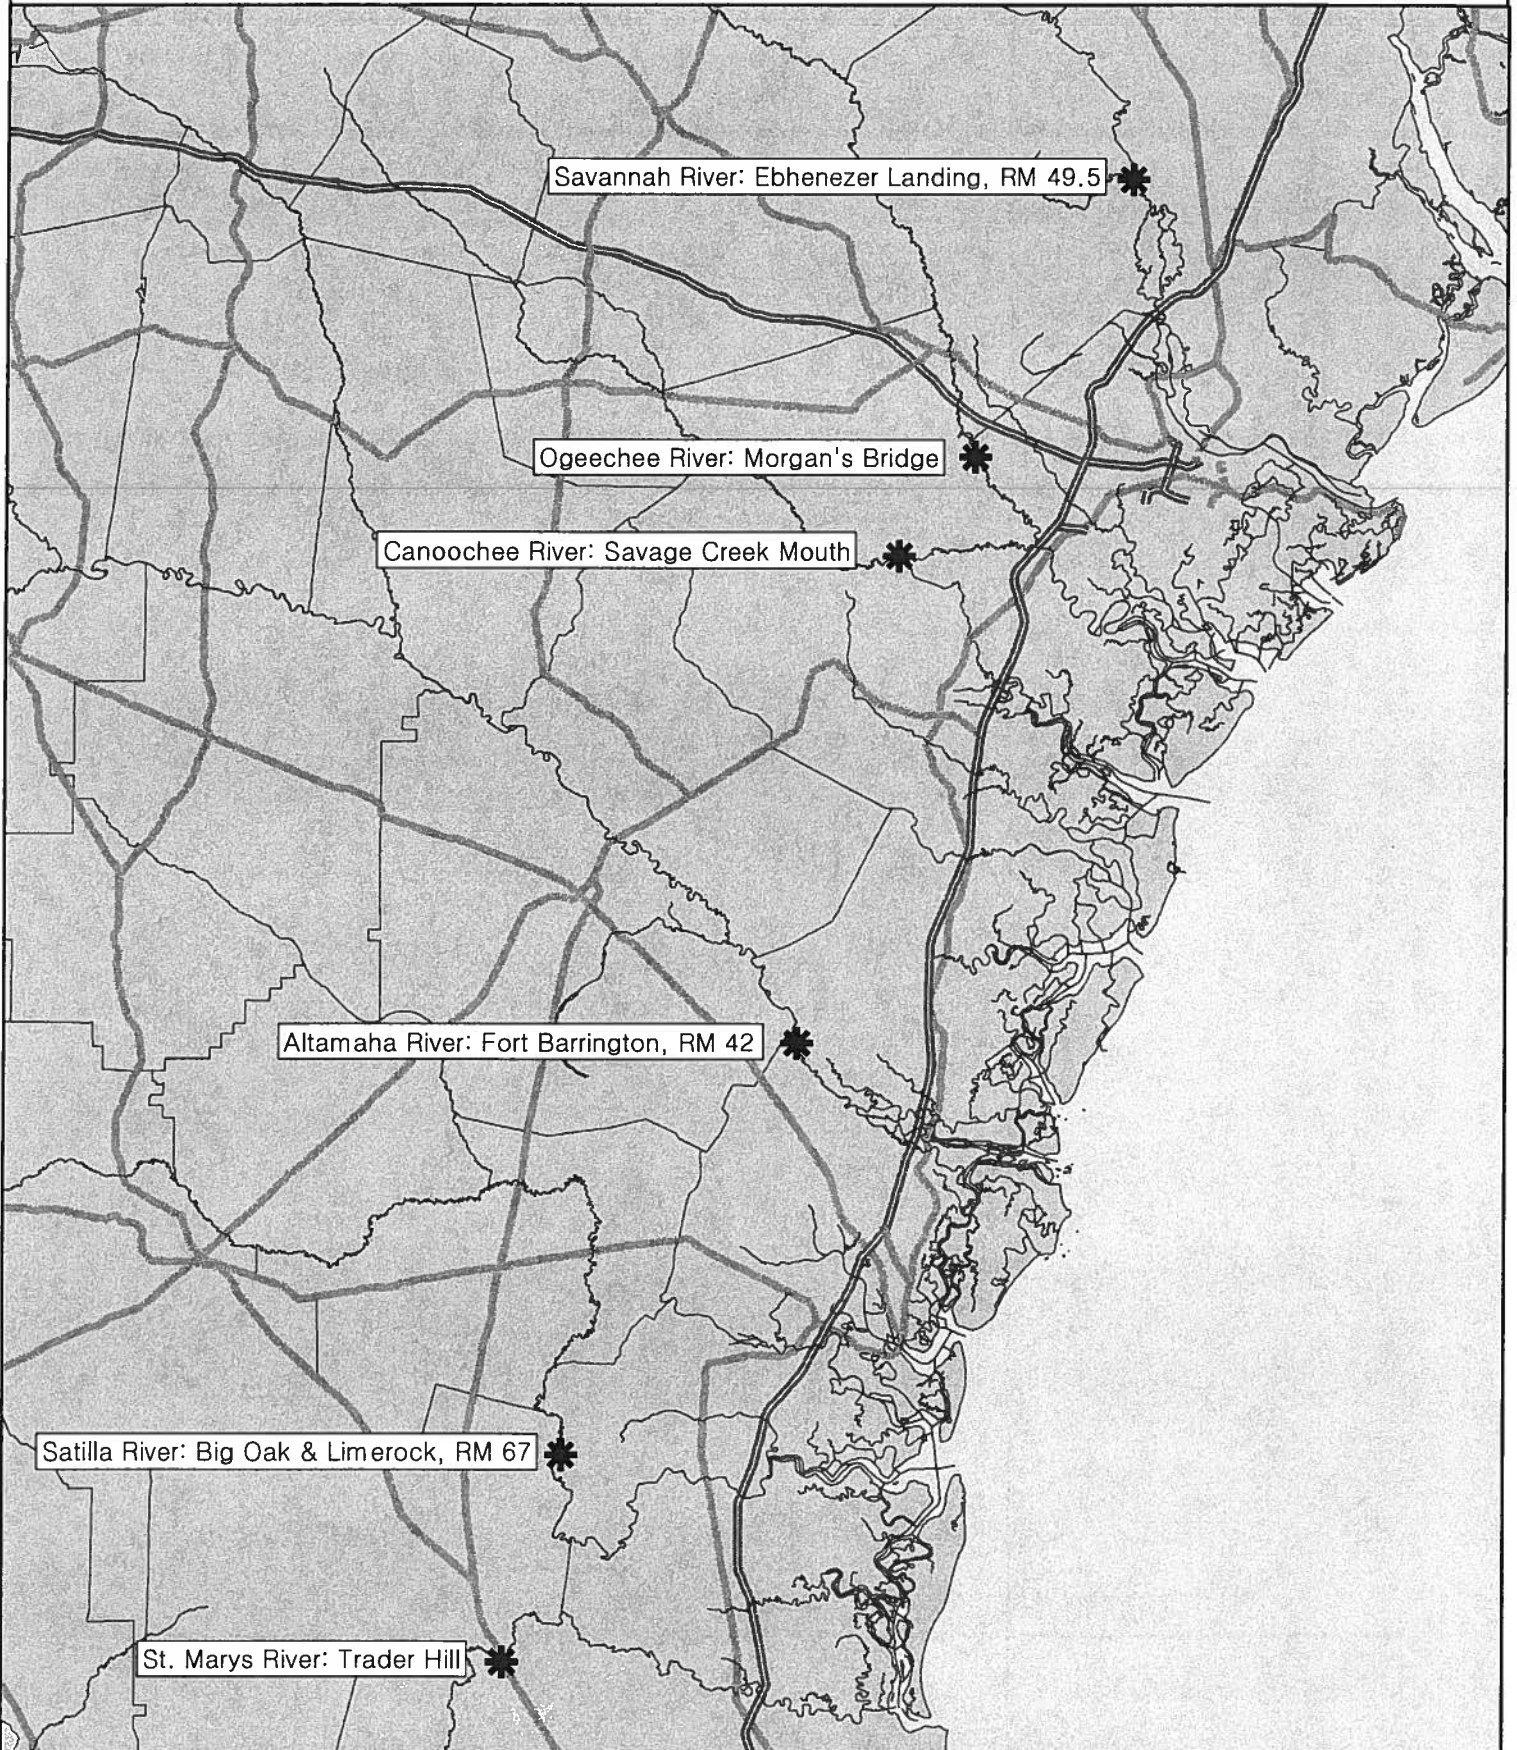 Savannah River: Ebhenezer Landing, RM 49.5
Ogeechee River: Morgan's Bridge
Canoochee River: Savage Creek Mouth
Altamaha River: Fort Barrington, RM 42
Satilla River: Big Oak & Limerock, RM 67
St. Marys River: Trader Hill